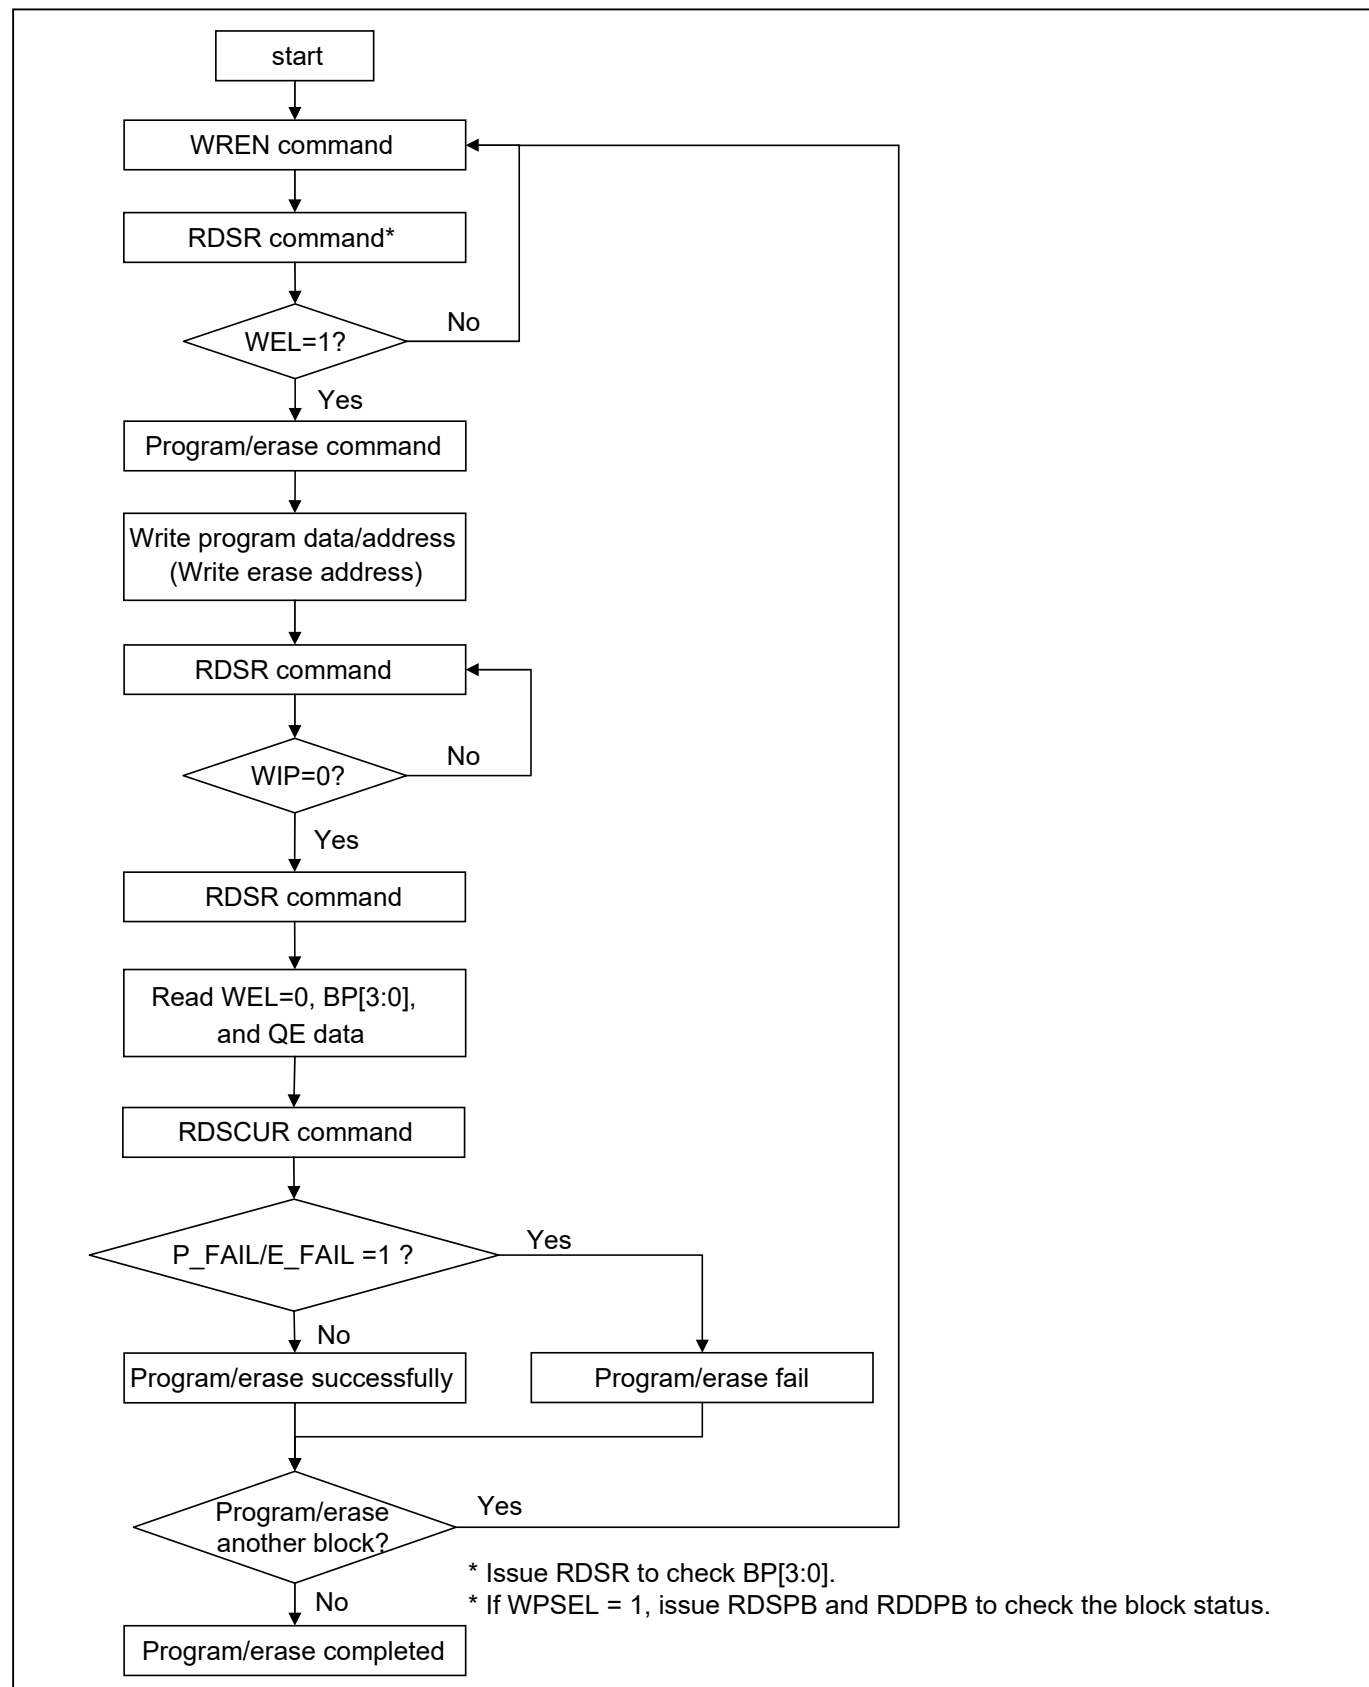 start
WREN command
RDSR command*
WEL=1?
No
Yes
Program/erase command
Write program data/address
(Write erase address)
RDSR command
WIP=0?
No
Yes
RDSR command
Read WEL=0, BP[3:0],
and QE data
RDSCUR command
P_FAIL/E_FAIL =1 ?
Yes
No
Program/erase successfully
Program/erase fail
Program/erase
another block?
Yes
No
* Issue RDSR to check BP[3:0].
* If WPSEL = 1, issue RDSPB and RDDPB to check the block status.
Program/erase completed